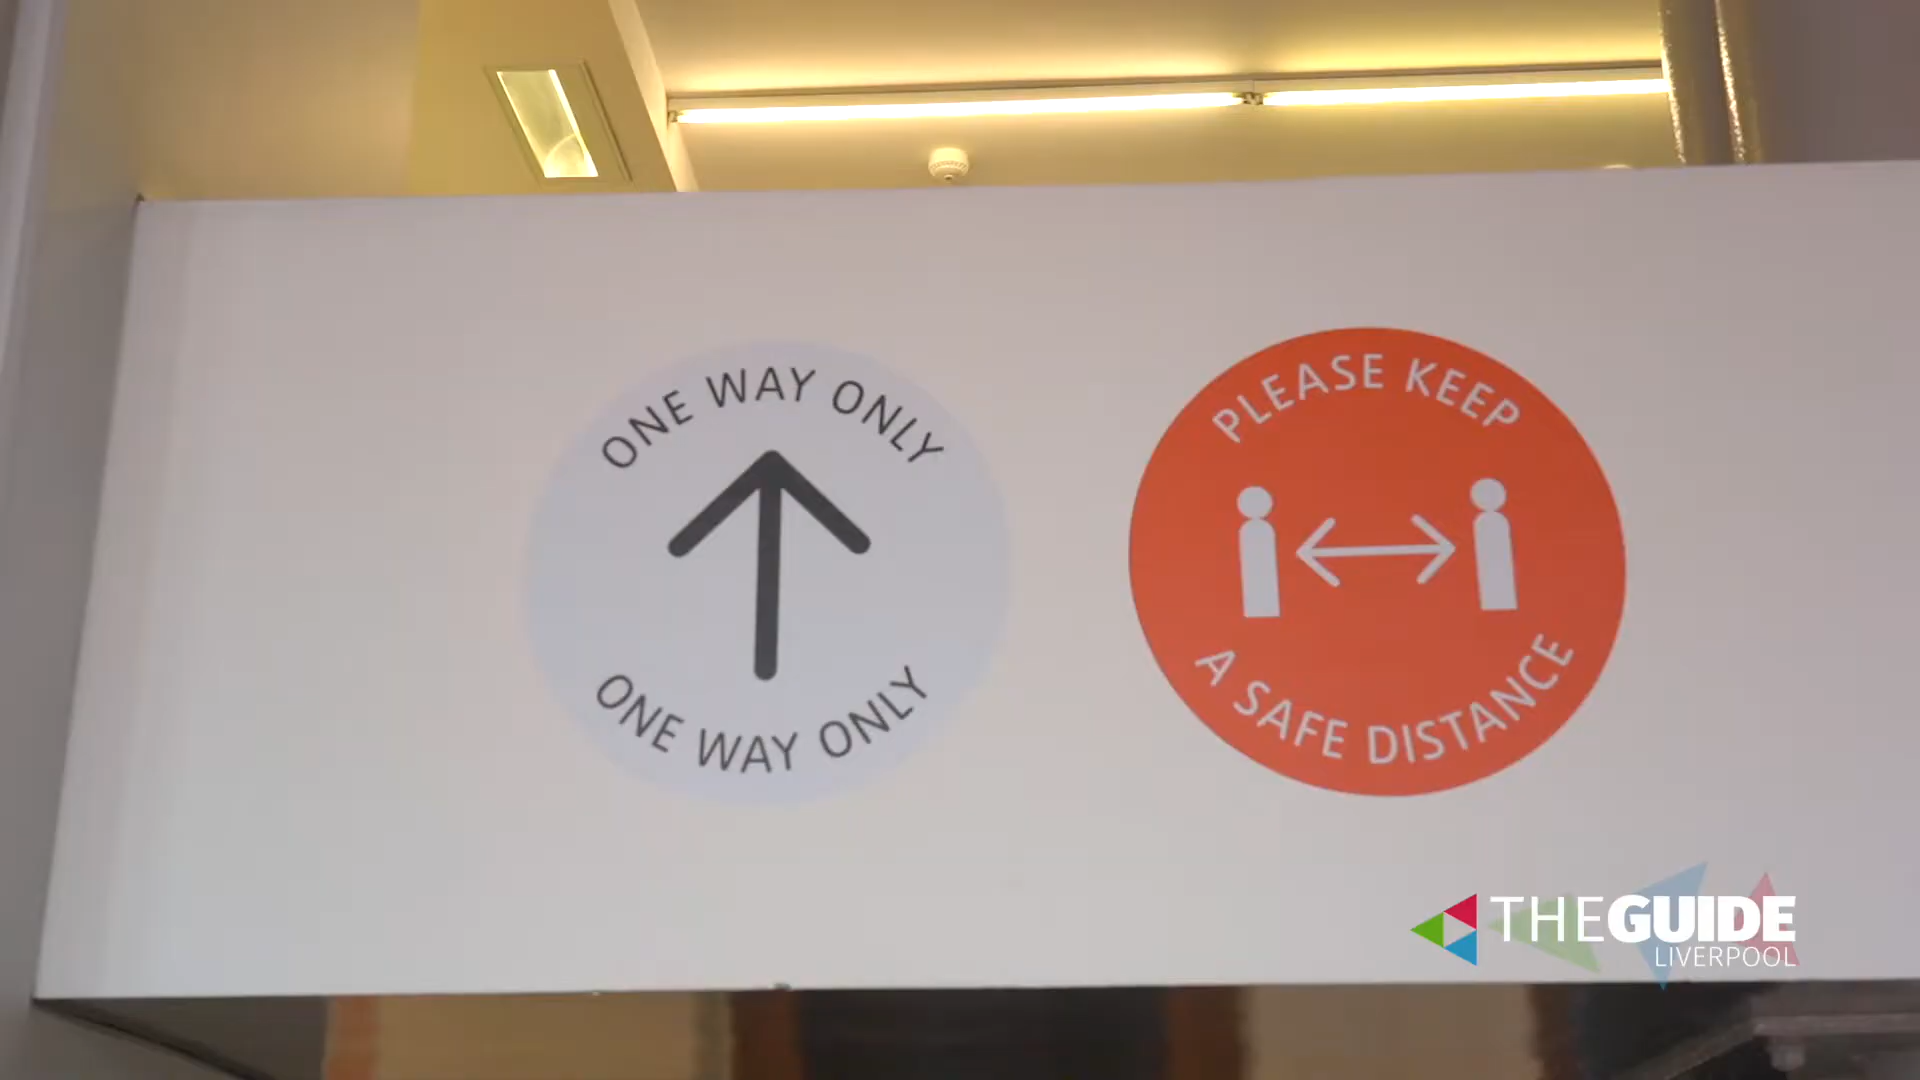 ONE WAY ONLY
ONE WAY ONLY
PLEASE KEEP
A SAFE DISTANCE
THEGUIDE
LIVERPOOL